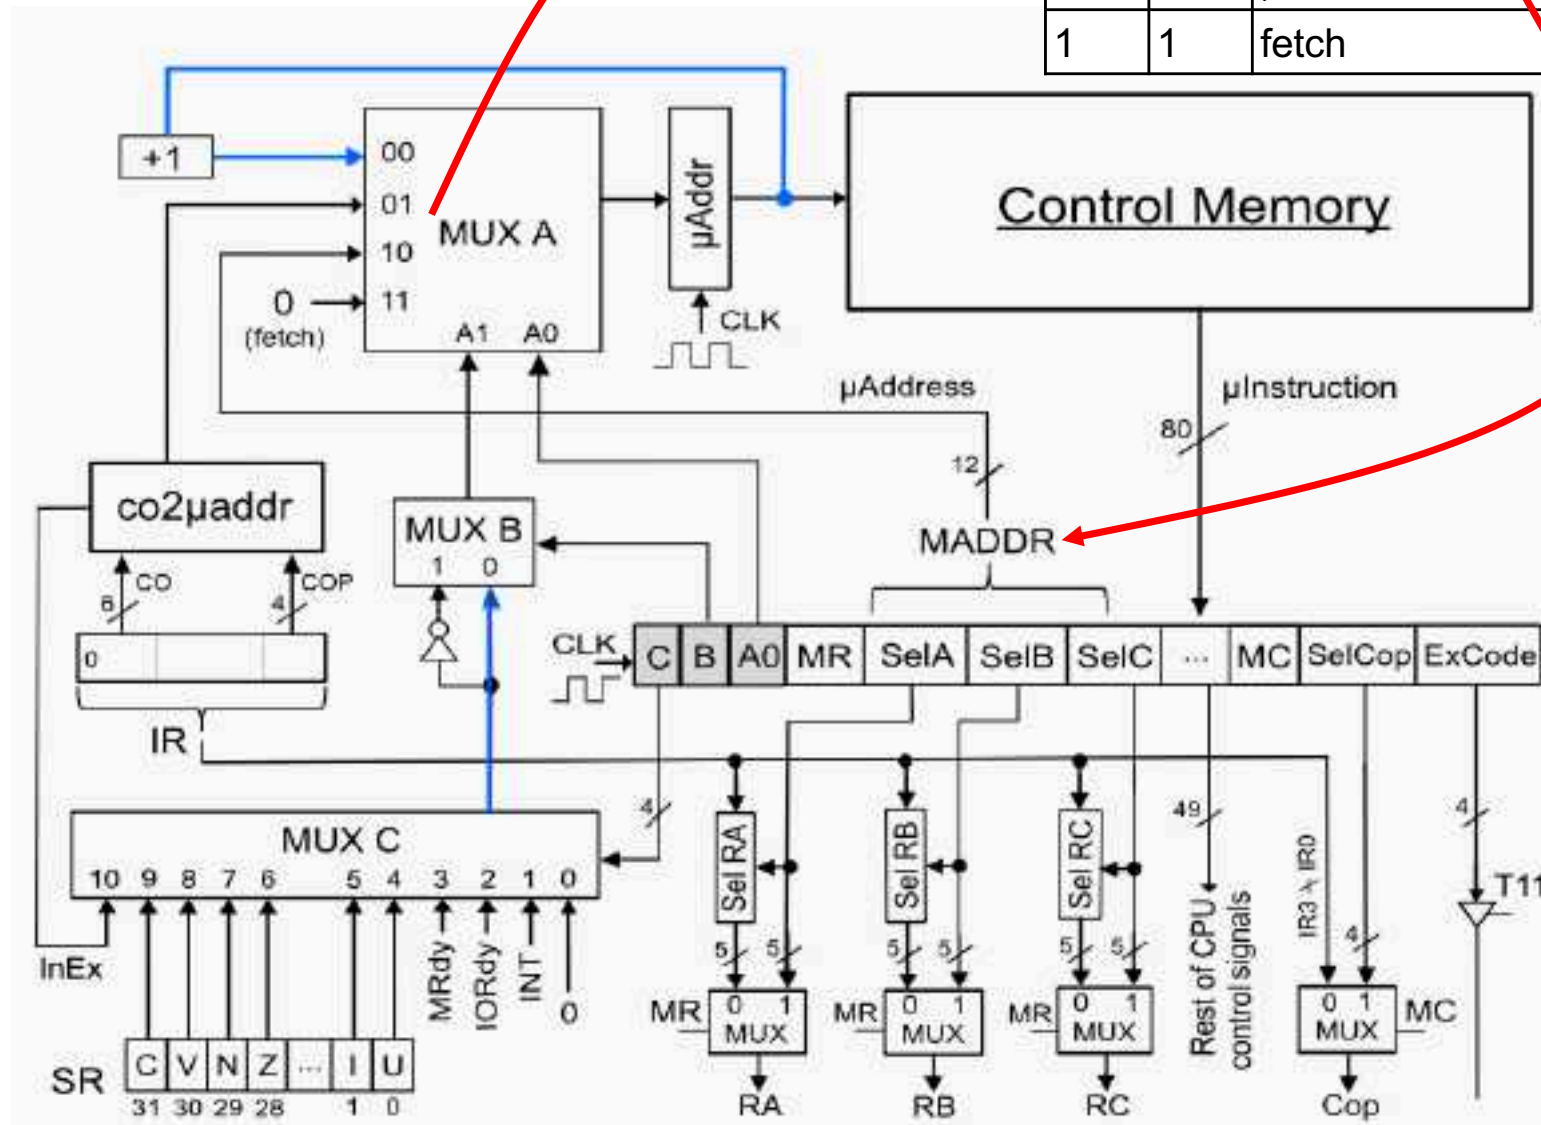 1 1 fetch
+1
00
01
10
11
MUX A
A1 A0
0
(fetch)
µAddr
CLK
Control Memory
µAddress
µInstruction
12
80
co2µaddr
CO
COP
6
4
0
IR
MUX B
1 0
MADDR
CLK
C B A0 MR SelA SelB SelC ... MC SelCop ExCode
4
49
4
MUX C
10 9 8 7 6 5 4 3 2 1 0
InEx
MRdy
IORdy
INT
0
SR
C V N Z ... I U
31 30 29 28 1 0
Sel RA
Sel RB
Sel RC
5 5 5 5 5 5
4
MR 0 1 MUX
MR 0 1 MUX
MR 0 1 MUX
0 1 MUX MC
Rest of CPU
control signals
IR3 IR0
T11
RA
RB
RC
Cop